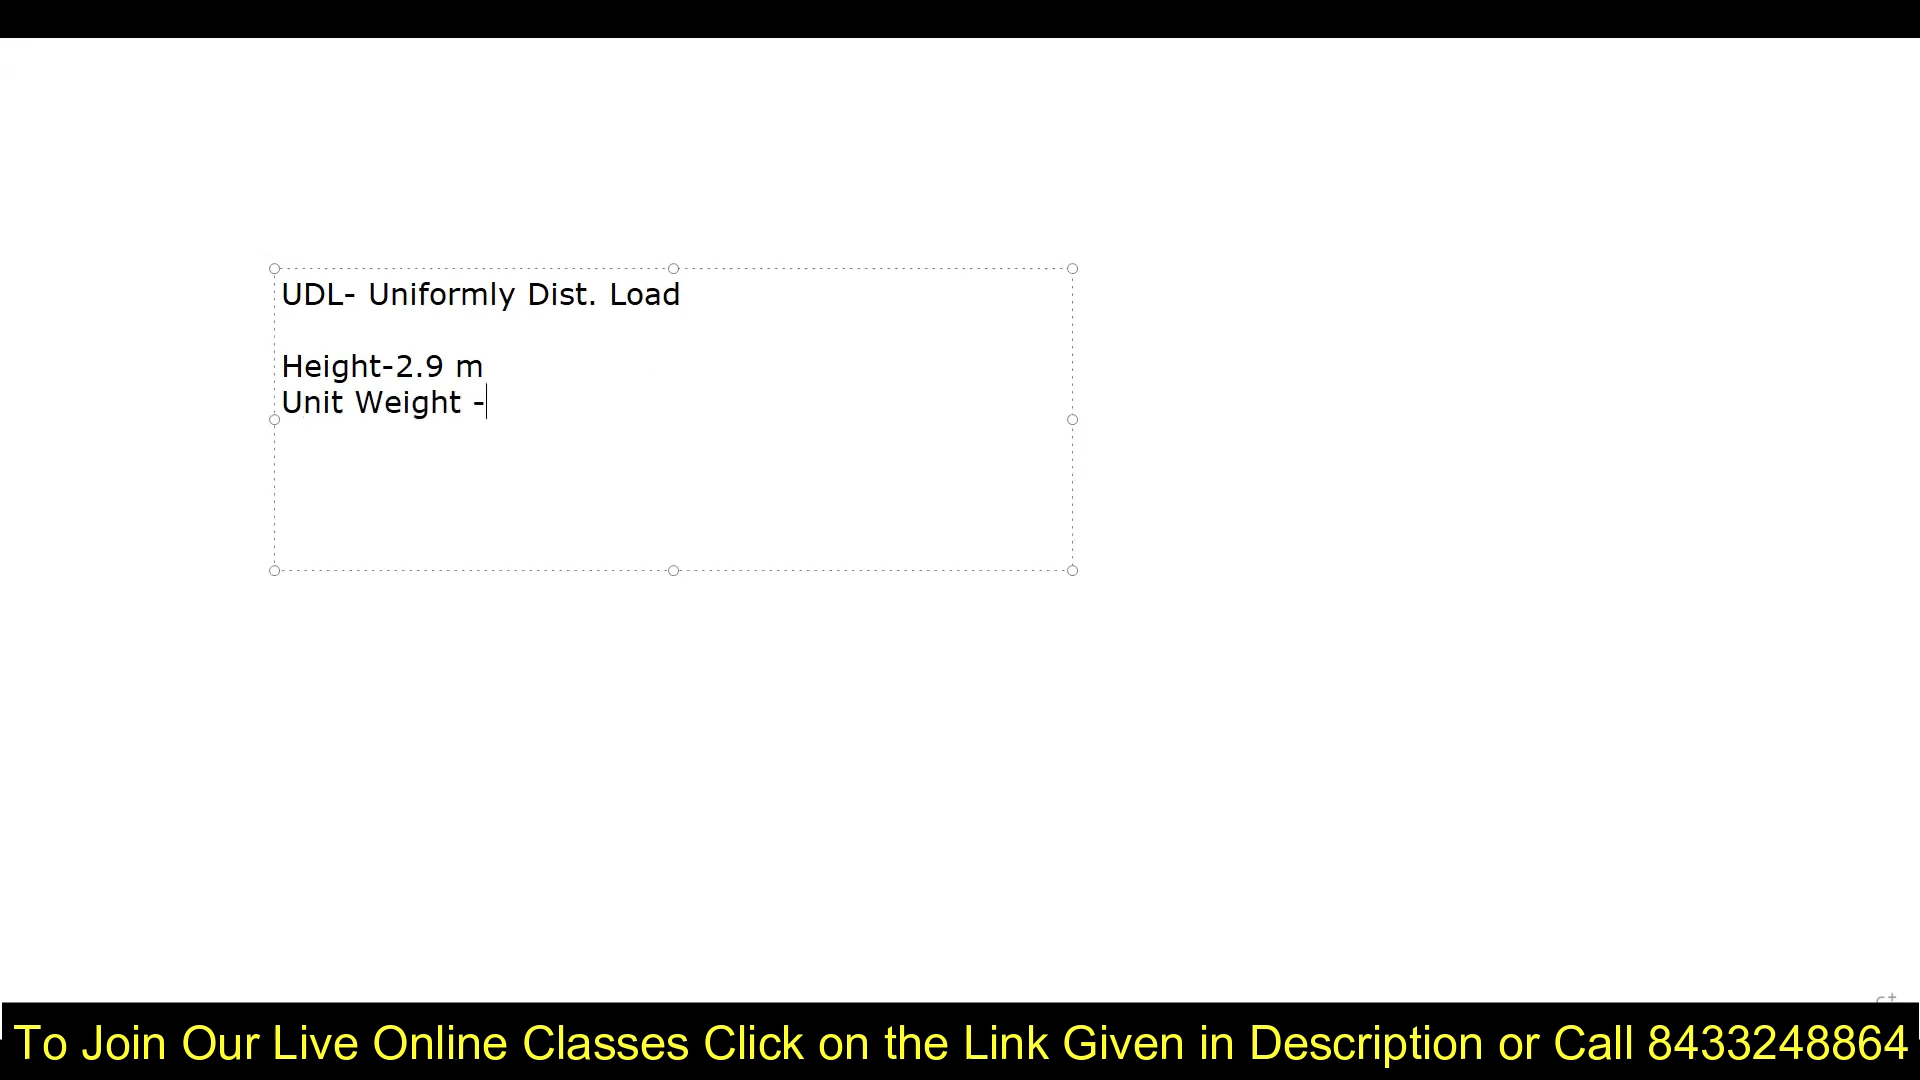 UDL- Uniformly Dist. Load
Height-2.9 m
Unit Weight -
To Join Our Live Online Classes Click on the Link Given in Description or Call 8433248864